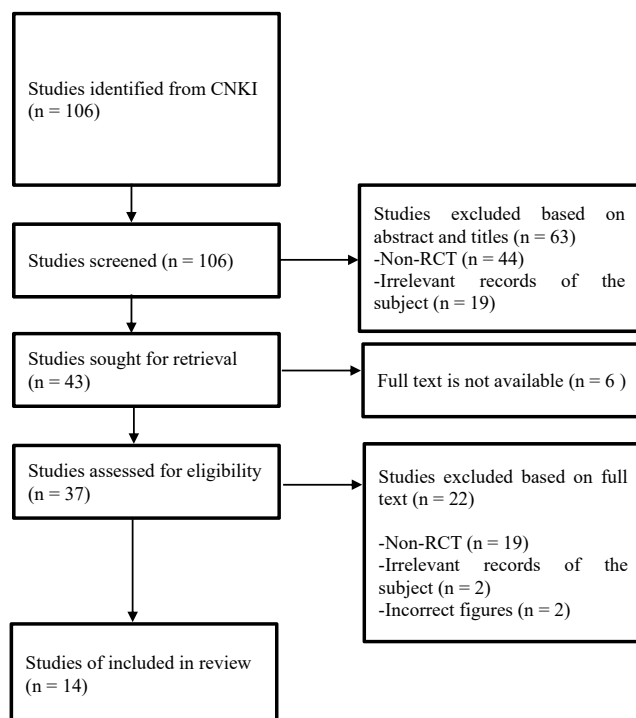 Studies identified from CNKI
(n = 106)
Studies screened (n = 106)
Studies excluded based on
abstract and titles (n = 63)
-Non-RCT (n = 44)
-Irrelevant records of the
subject (n = 19)
Studies sought for retrieval
(n = 43)
Full text is not available (n = 6 )
Studies assessed for eligibility
(n = 37)
Studies excluded based on full
text (n = 22)
-Non-RCT (n = 19)
-Irrelevant records of the
subject (n = 2)
-Incorrect figures (n = 2)
Studies of included in review
(n = 14)